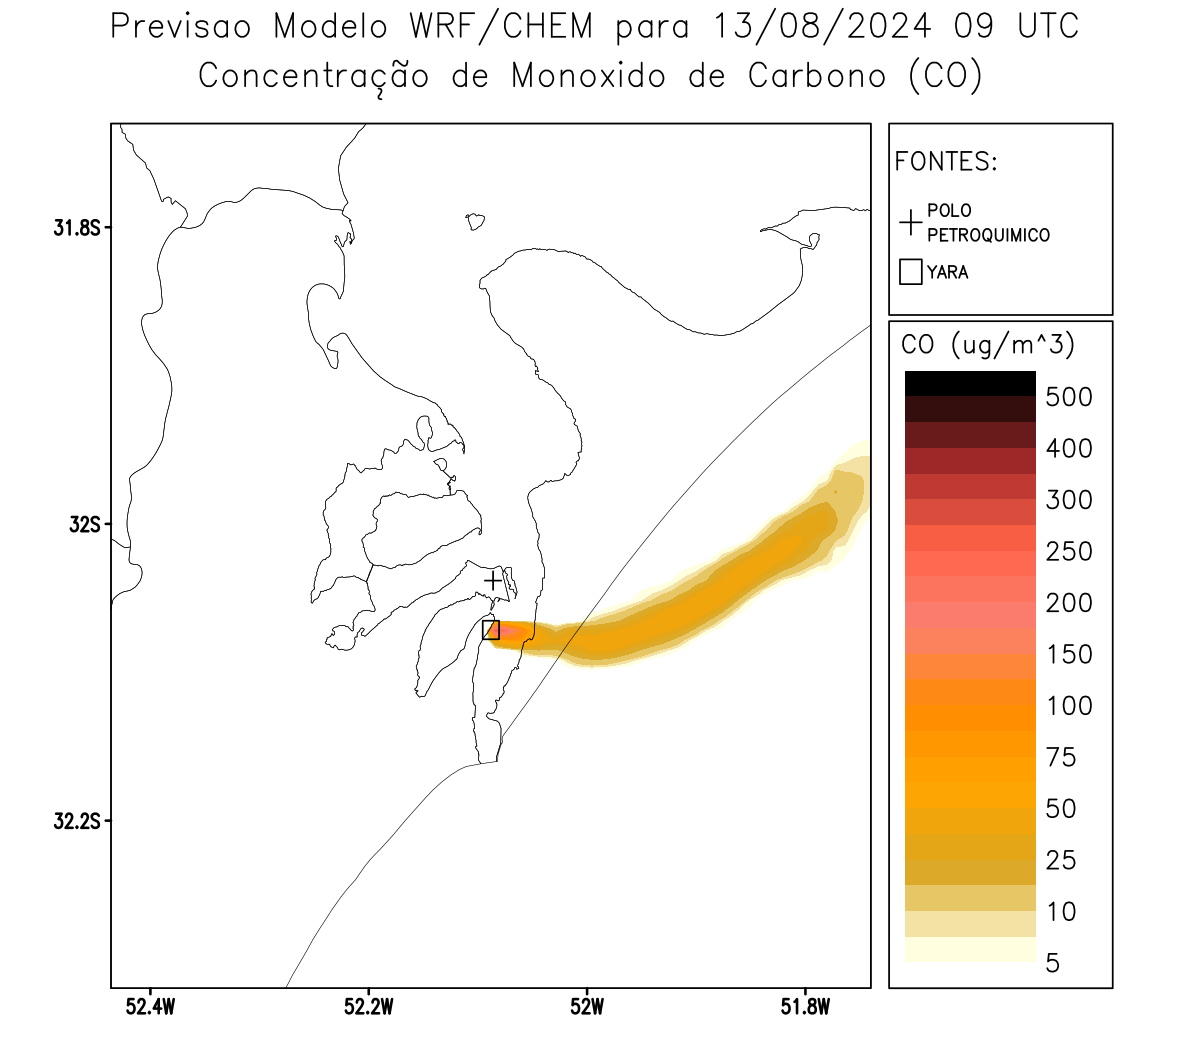 Previsao Modelo WRF/CHEM para 13/08/2024 09 UTC
Concentração de Monoxido de Carbono (CO)
FONTES:
POLO
PETROQUIMICO
YARA
CO (ug/m^3)
500
400
300
250
200
150
100
75
50
25
10
5
31.8S
32S
32.2S
52.4W
52.2W
52W
51.8W